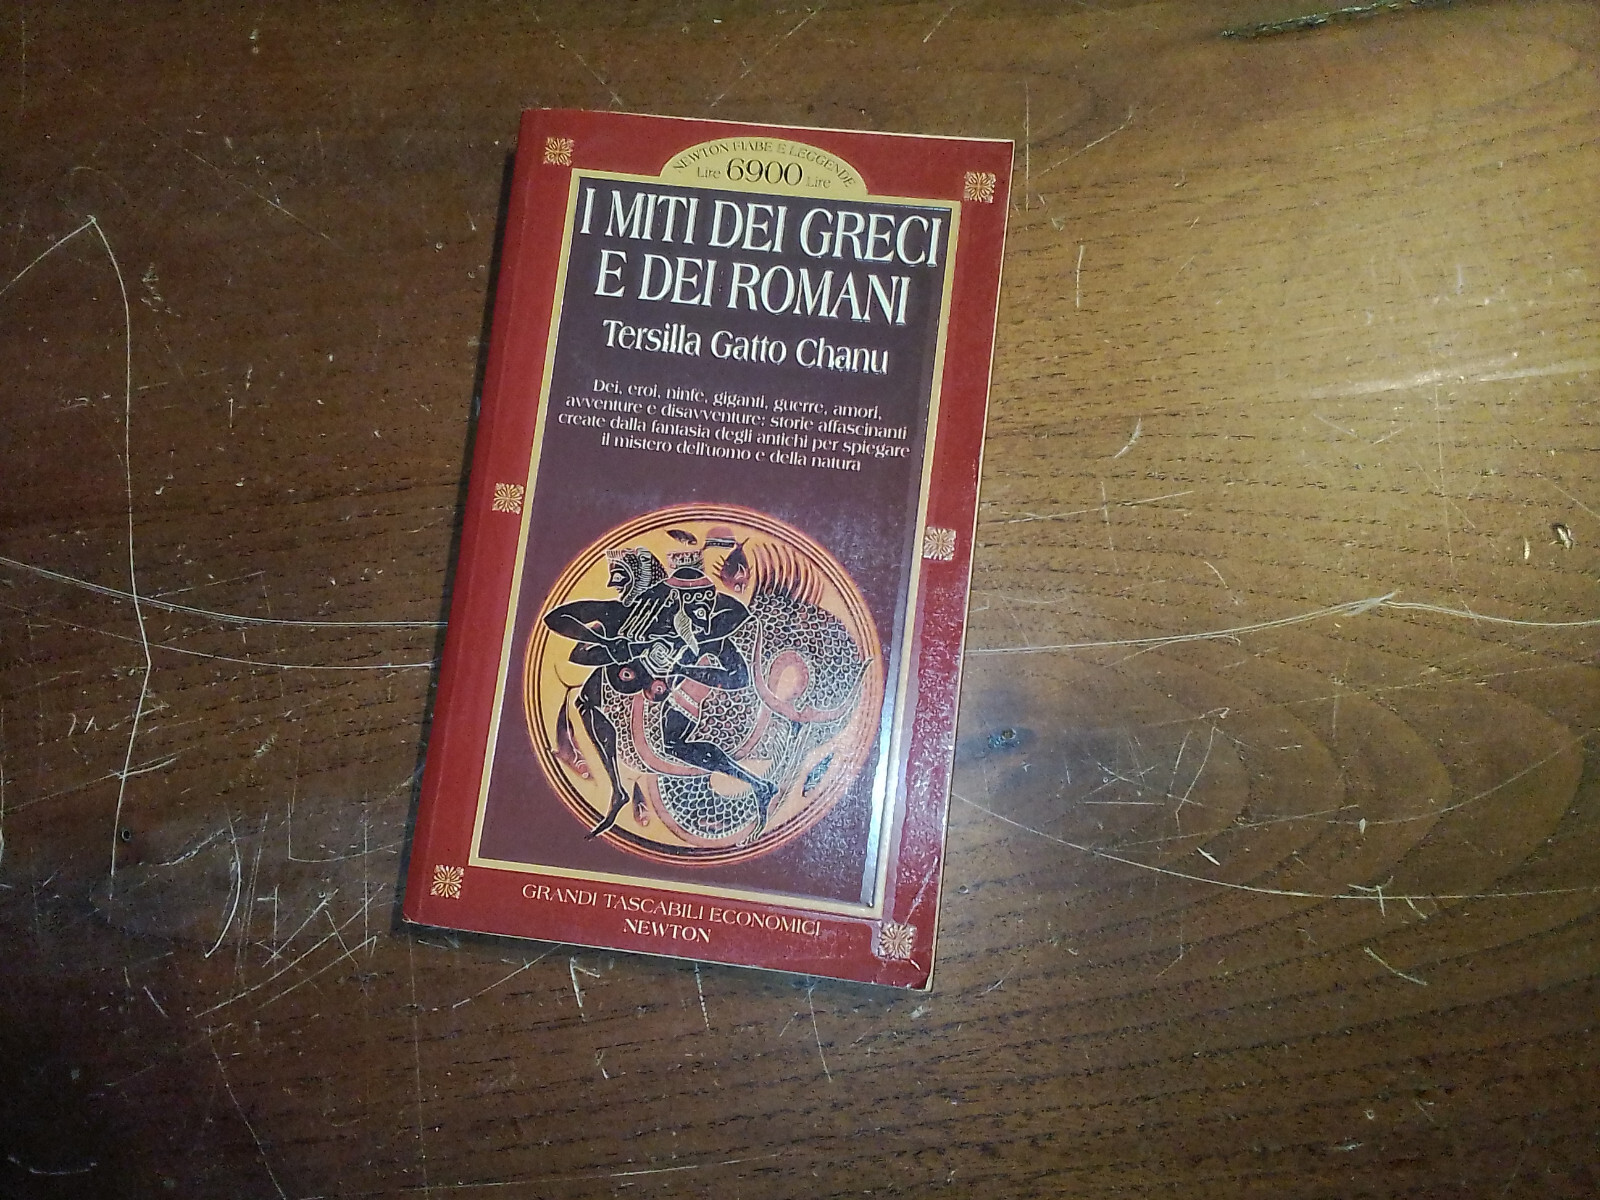 NEWTON FIABE E LEGGENDE
Lire 6900 Lire
I MITI DEI GRECI
E DEI ROMANI
Tersilla Gatto Chanu
Dei, eroi, ninfe, giganti, guerre, amori,
avventure e disavventure: storie affascinanti
create dalla fantasia degli antichi per spiegare
il mistero dell'uomo e della natura
GRANDI TASCABILI ECONOMICI
NEWTON